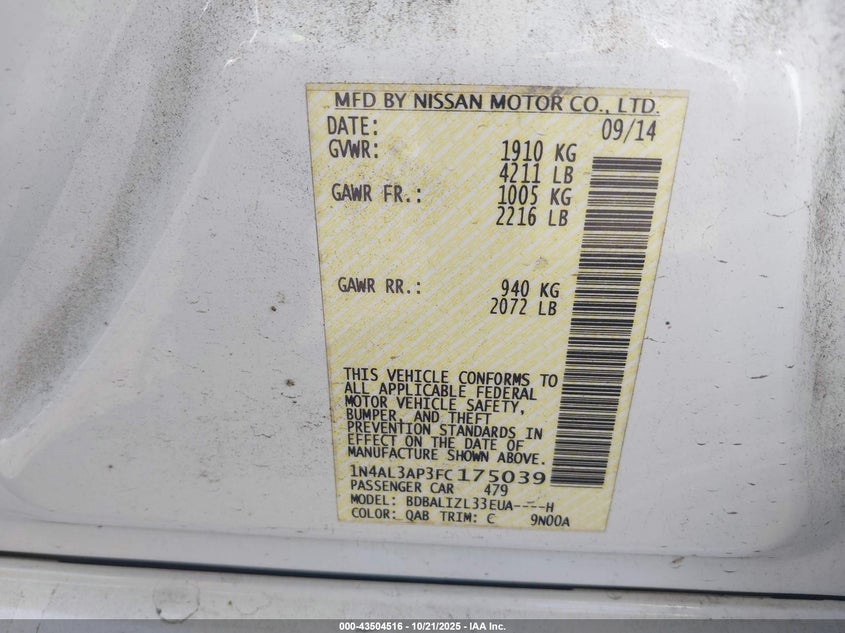 MFD BY NISSAN MOTOR CO., LTD.
DATE: 09/14
GVWR: 1910 KG
4211 LB
GAWR FR.: 1005 KG
2216 LB
GAWR RR.: 940 KG
2072 LB
THIS VEHICLE CONFORMS TO
ALL APPLICABLE FEDERAL
MOTOR VEHICLE SAFETY,
BUMPER, AND THEFT
PREVENTION STANDARDS IN
EFFECT ON THE DATE OF
MANUFACTURE SHOWN ABOVE.
1N4AL3AP3FC175039
PASSENGER CAR 479
MODEL: BDBALIZL33EUA----H
COLOR: QAB TRIM: C 9N00A
000-43504516 - 10/21/2025 - IAA Inc.